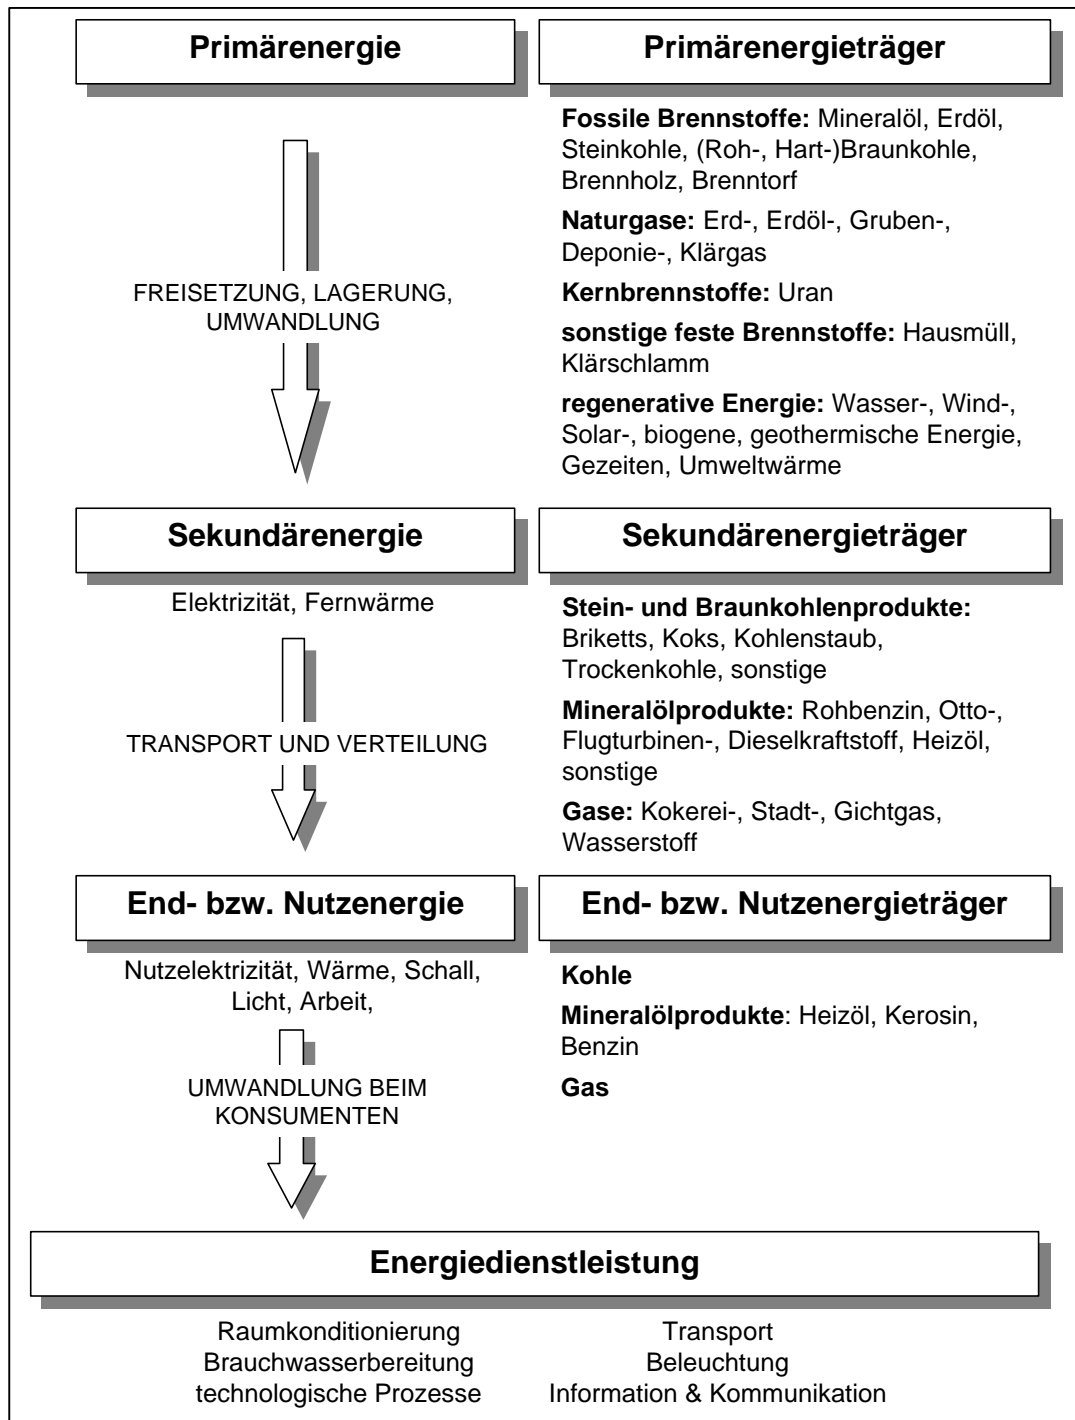 Primärenergie
Primärenergieträger
Fossile Brennstoffe: Mineralöl, Erdöl,
Steinkohle, (Roh-, Hart-)Braunkohle,
Brennholz, Brenntorf
Naturgase: Erd-, Erdöl-, Gruben-,
Deponie-, Klärgas
FREISETZUNG, LAGERUNG,
UMWANDLUNG
Kernbrennstoffe: Uran
sonstige feste Brennstoffe: Hausmüll,
Klärschlamm
regenerative Energie: Wasser-, Wind-,
Solar-, biogene, geothermische Energie,
Gezeiten, Umweltwärme
Sekundärenergie
Sekundärenergieträger
Elektrizität, Fernwärme
Stein- und Braunkohlenprodukte:
Briketts, Koks, Kohlenstaub,
Trockenkohle, sonstige
TRANSPORT UND VERTEILUNG
Mineralölprodukte: Rohbenzin, Otto-,
Flugturbinen-, Dieselkraftstoff, Heizöl,
sonstige
Gase: Kokerei-, Stadt-, Gichtgas,
Wasserstoff
End- bzw. Nutzenergie
End- bzw. Nutzenergieträger
Nutzelektrizität, Wärme, Schall,
Licht, Arbeit,
Kohle
Mineralölprodukte: Heizöl, Kerosin,
Benzin
Gas
UMWANDLUNG BEIM
KONSUMENTEN
Energiedienstleistung
Raumkonditionierung
Brauchwasserbereitung
technologische Prozesse
Transport
Beleuchtung
Information & Kommunikation